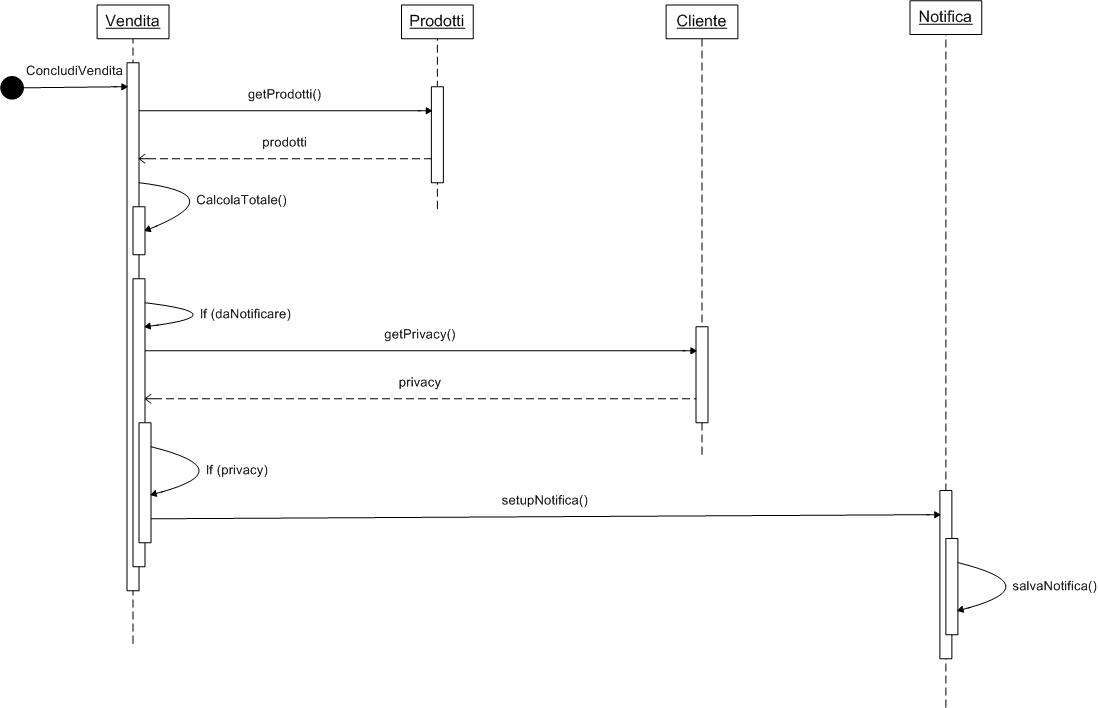 Vendita
Prodotti
Cliente
Notifica
ConcludiVendita
getProdotti()
prodotti
CalcolaTotale()
If (daNotificare)
getPrivacy()
privacy
If (privacy)
setupNotifica()
salvaNotifica()